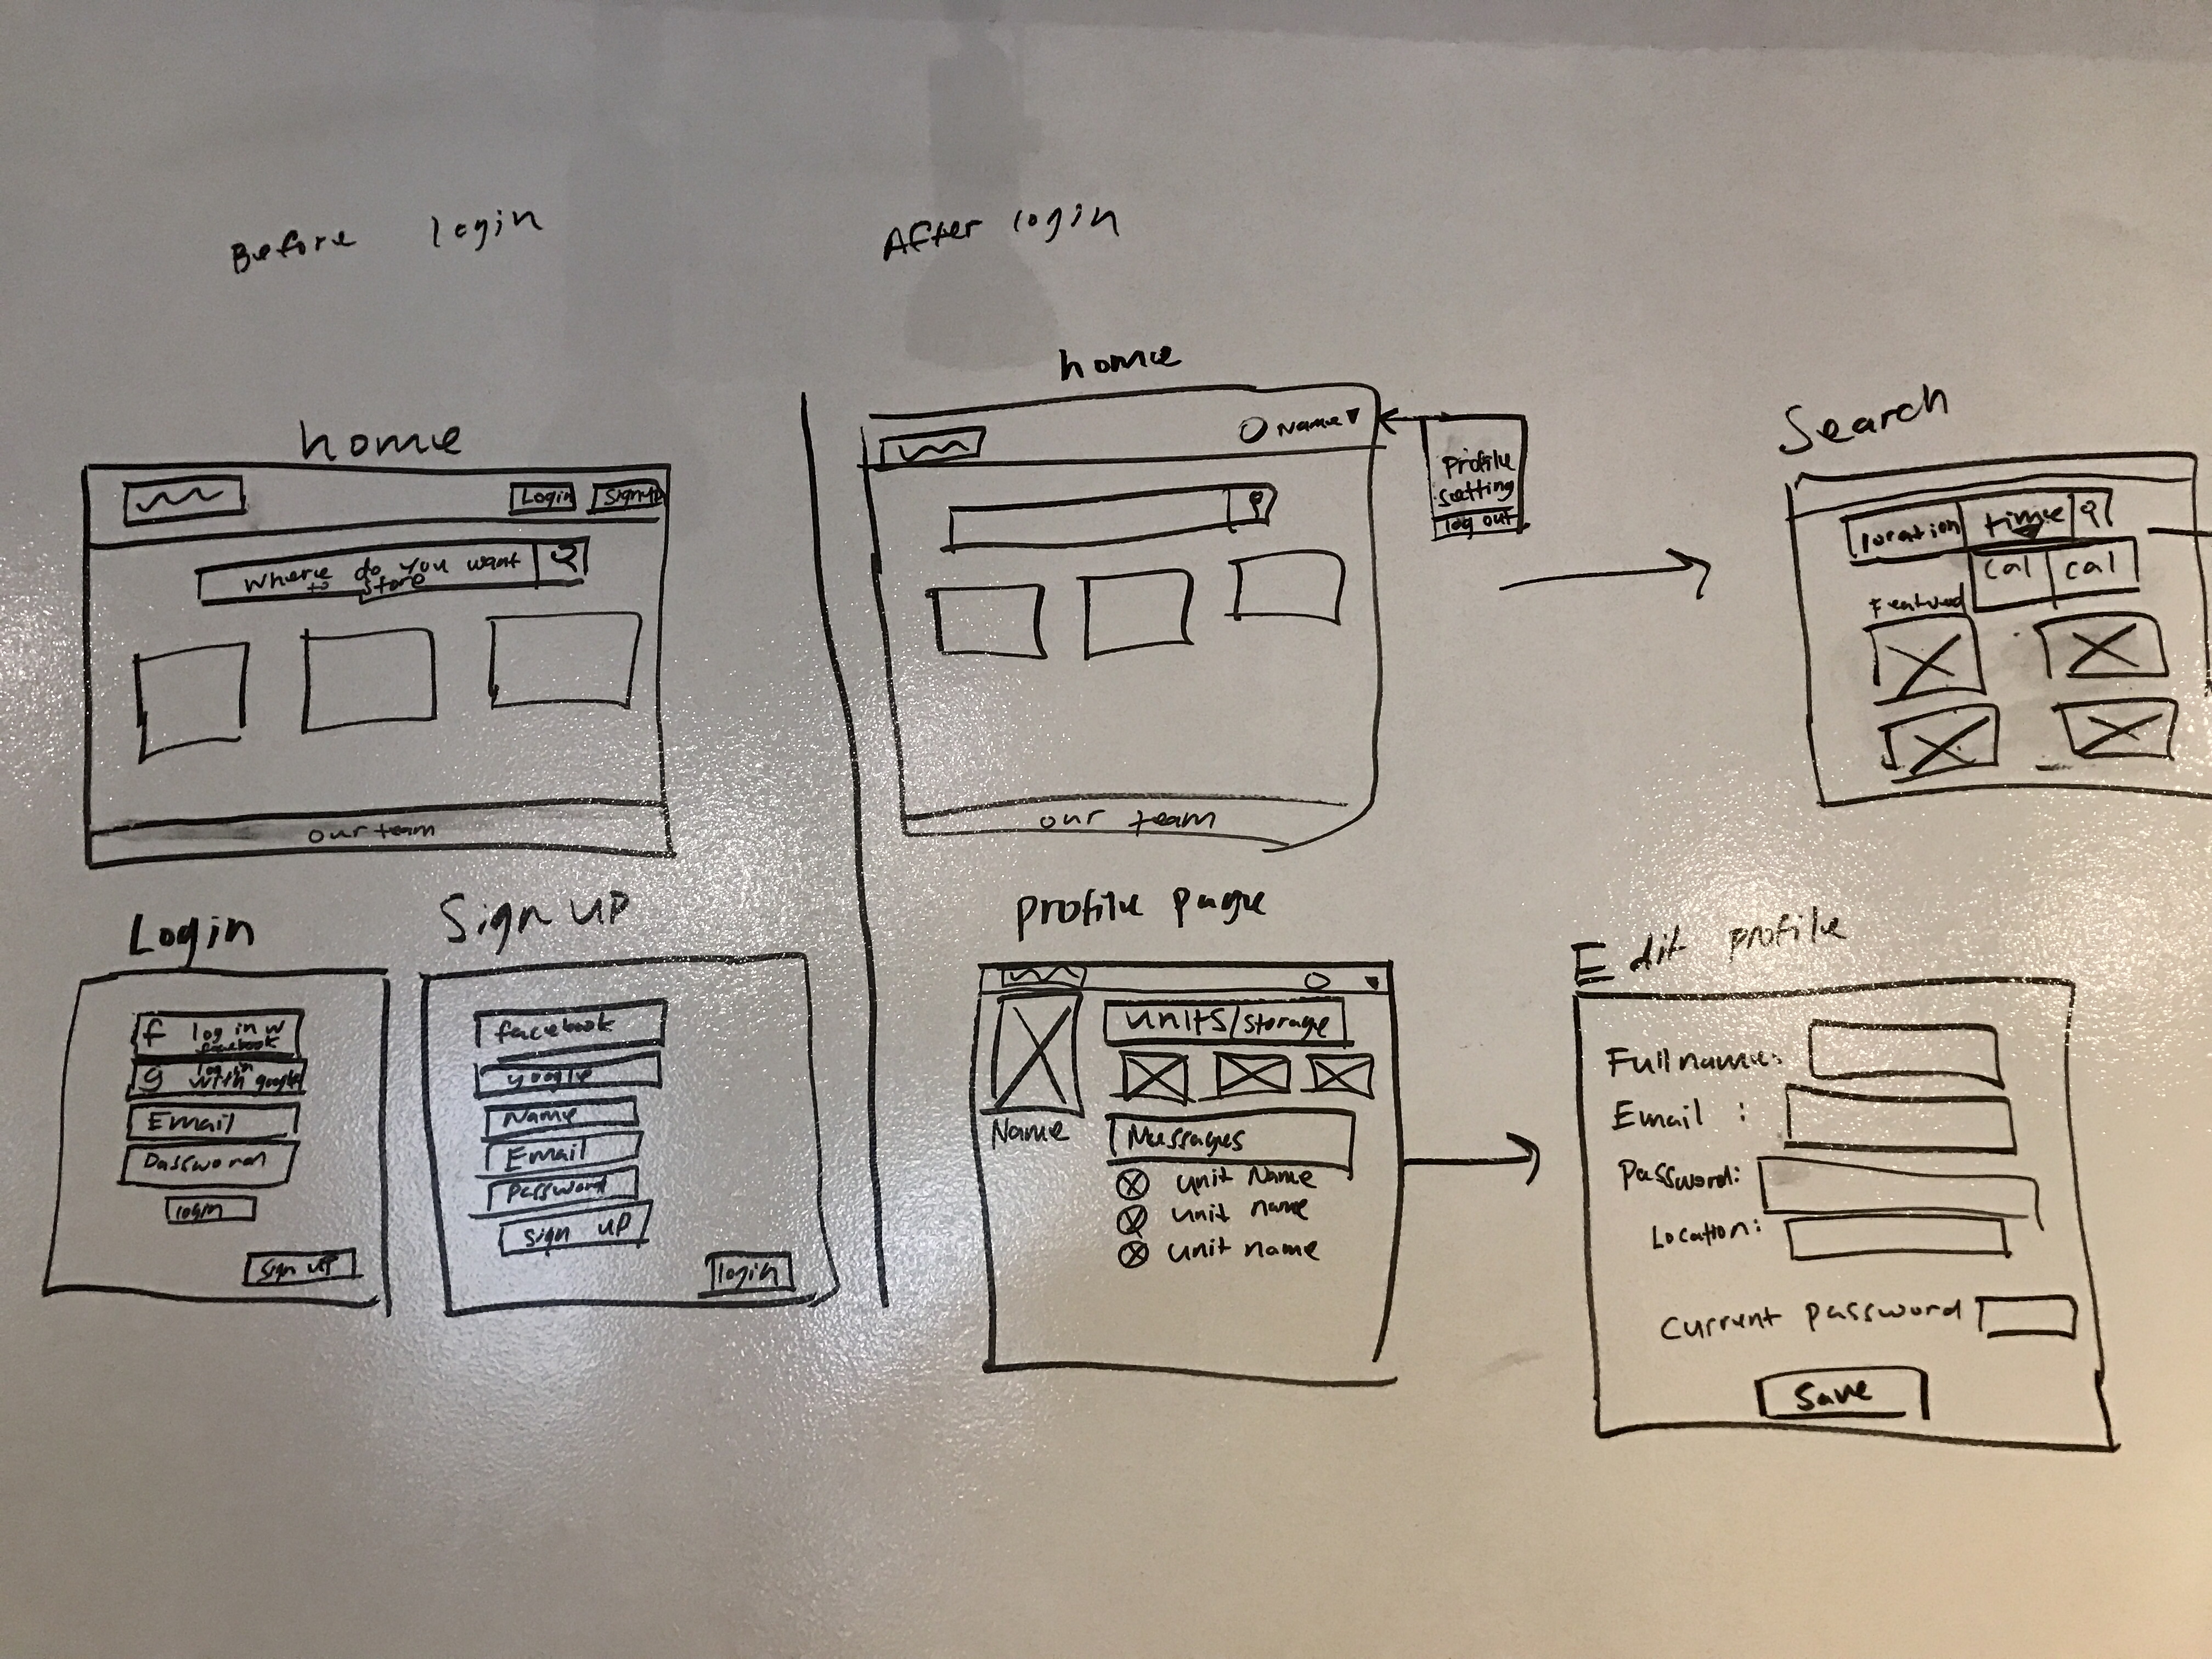 Before login
After login
home
Login
Signup
where do you want
to store
our team
Login
f log in w
facebook
g log in
with google
Email
Password
login
sign up
Sign up
facebook
google
Name
Email
password
sign up
login
home
Name
Profile
setting
log out
our team
Search
location
time
cal
cal
Featured
profile page
units/storage
Name
Messages
unit Name
unit name
unit name
Edit profile
Full name:
Email :
Password:
Location:
Current password
Save